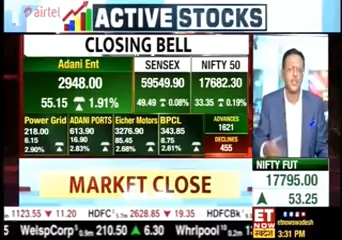 airtel
ACTIVE STOCKS
CLOSING BELL
Adani Ent SENSEX NIFTY 50
2948.00 59549.90 17682.30
55.15 1.91% 49.49 0.08% 33.35 0.19%
Power Grid ADANI PORTS Eicher Motors BPCL ADVANCES
218.00 613.90 3276.90 343.85 1621
6.15 16.90 85.45 8.75 DECLINES
2.90% 2.83% 2.68% 2.61% 455
MARKET CLOSE
NIFTY FUT
17795.00
53.25
1123.55 11.20 HDFC 2628.85 19.35 HDFCBk
5 WelspCorp 210.50 6.30 Whirlpool
ET NOW
etnowswadesh
3:31 PM